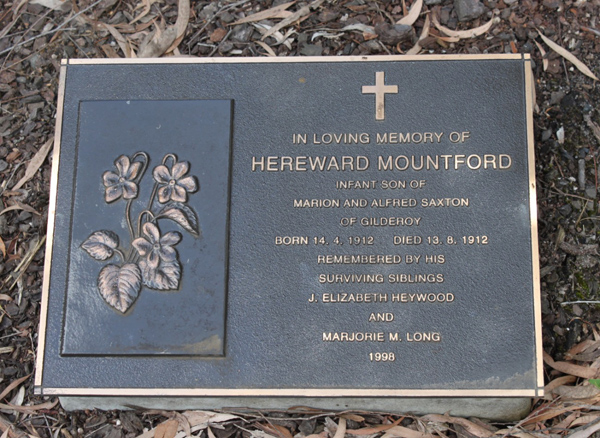 IN LOVING MEMORY OF
HEREWARD MOUNTFORD
INFANT SON OF
MARION AND ALFRED SAXTON
OF GILDEROY
BORN 14. 4. 1912 DIED 13. 8. 1912
REMEMBERED BY HIS
SURVIVING SIBLINGS
J. ELIZABETH HEYWOOD
AND
MARJORIE M. LONG
1998